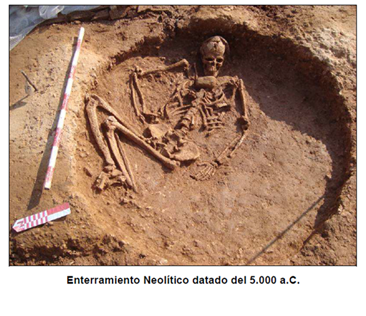 Enterramiento Neolítico datado del 5.000 a.C.